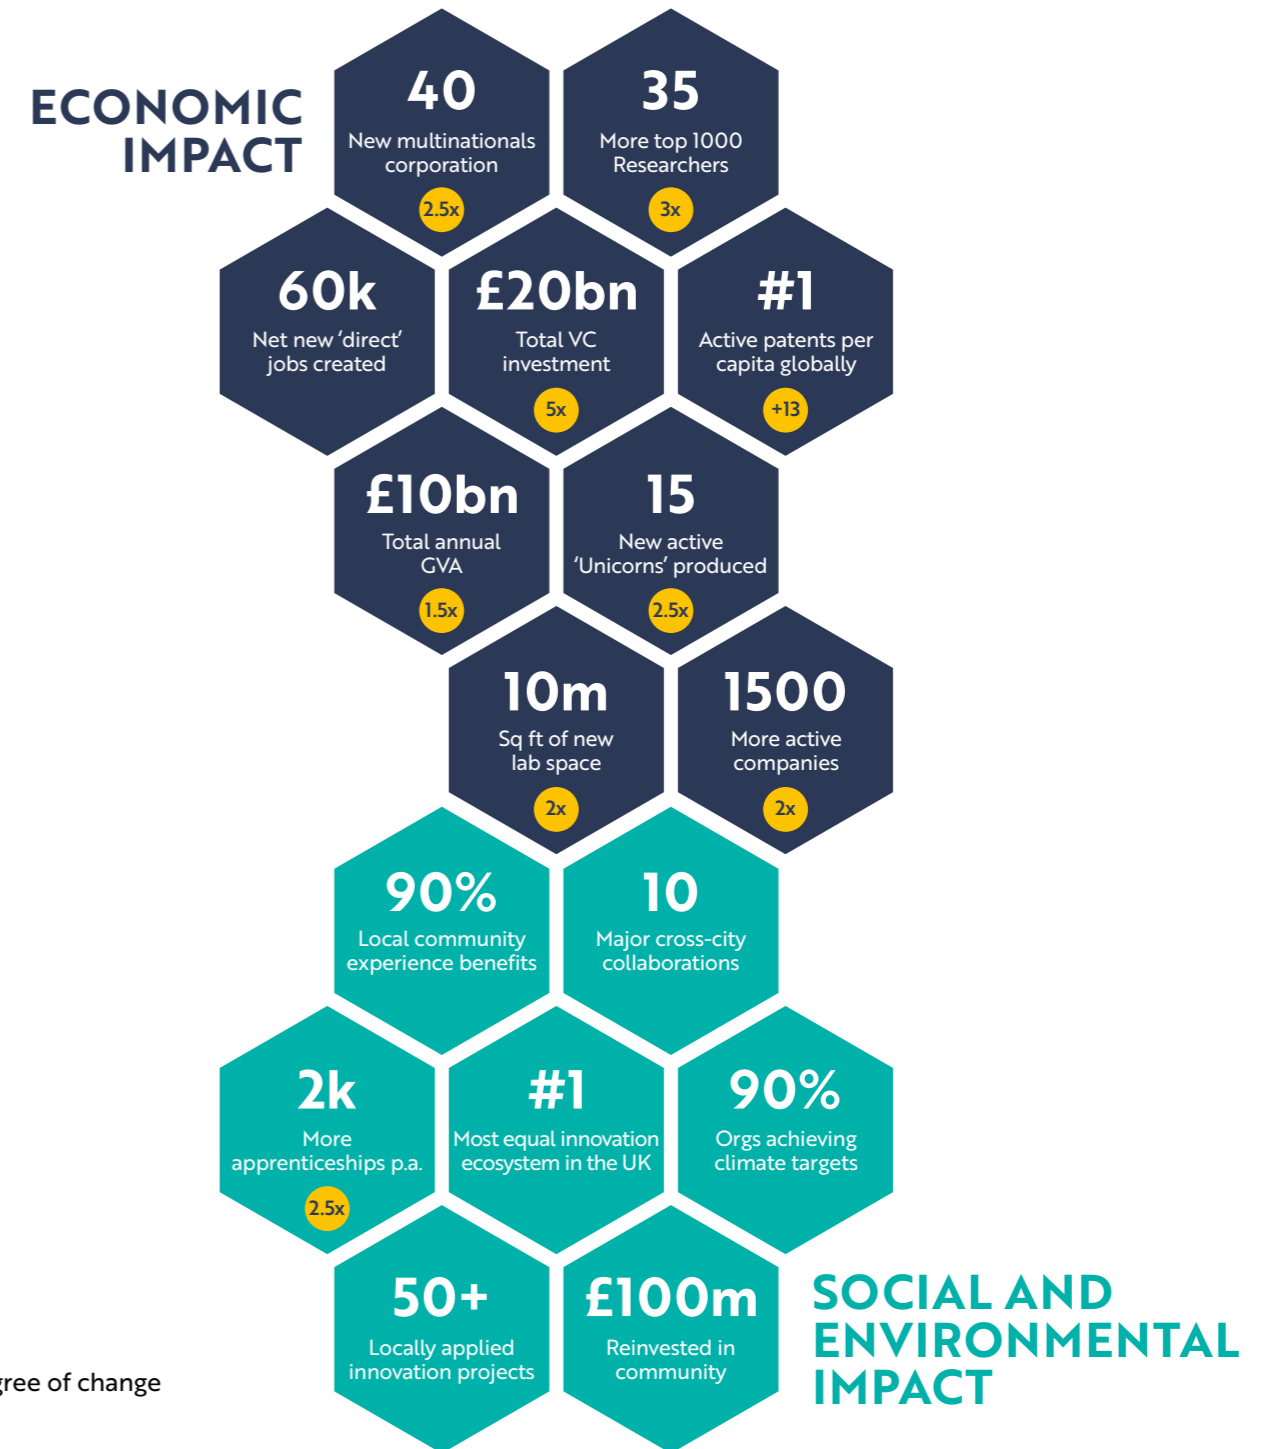 ECONOMIC
IMPACT
40
New multinationals
corporation
2.5x
35
More top 1000
Researchers
3x
60k
Net new ‘direct’
jobs created
£20bn
Total VC
investment
5x
#1
Active patents per
capita globally
+13
£10bn
Total annual
GVA
1.5x
15
New active
‘Unicorns’ produced
2.5x
10m
Sq ft of new
lab space
2x
1500
More active
companies
2x
90%
Local community
experience benefits
10
Major cross-city
collaborations
2k
More
apprenticeships p.a.
2.5x
#1
Most equal innovation
ecosystem in the UK
90%
Orgs achieving
climate targets
50+
Locally applied
innovation projects
£100m
Reinvested in
community
SOCIAL AND
ENVIRONMENTAL
IMPACT
of change